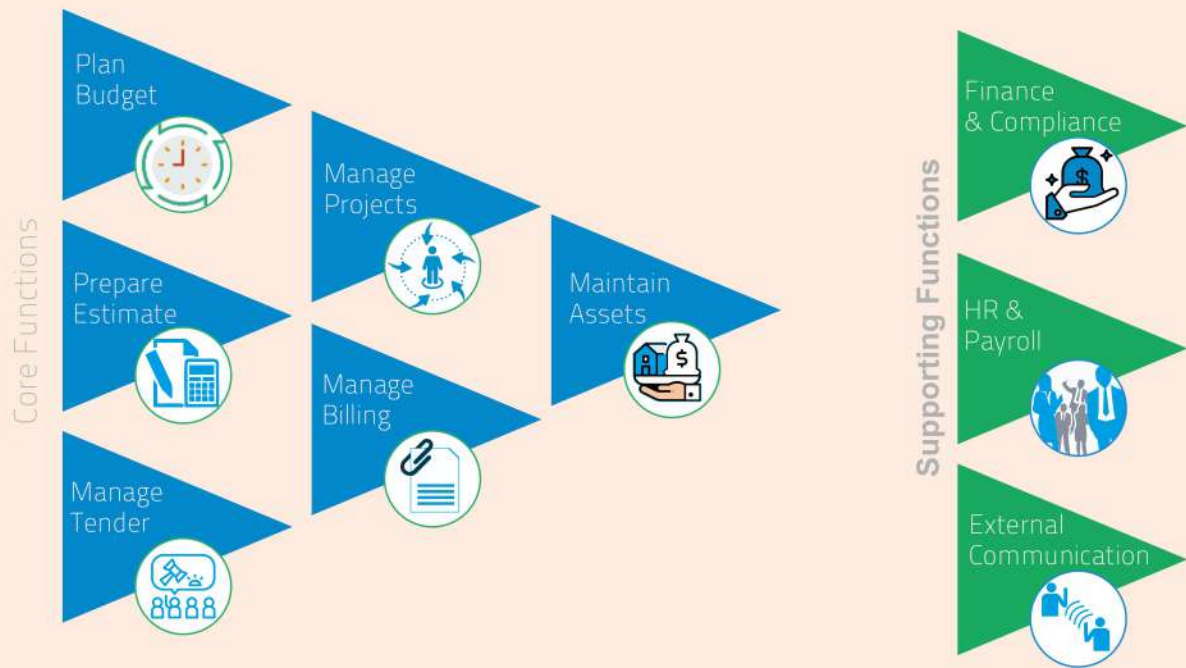 Core Functions
Plan
Budget
Prepare
Estimate
Manage
Tender
Manage
Projects
Manage
Billing
Maintain
Assets
Supporting Functions
Finance
& Compliance
HR &
Payroll
External
Communication